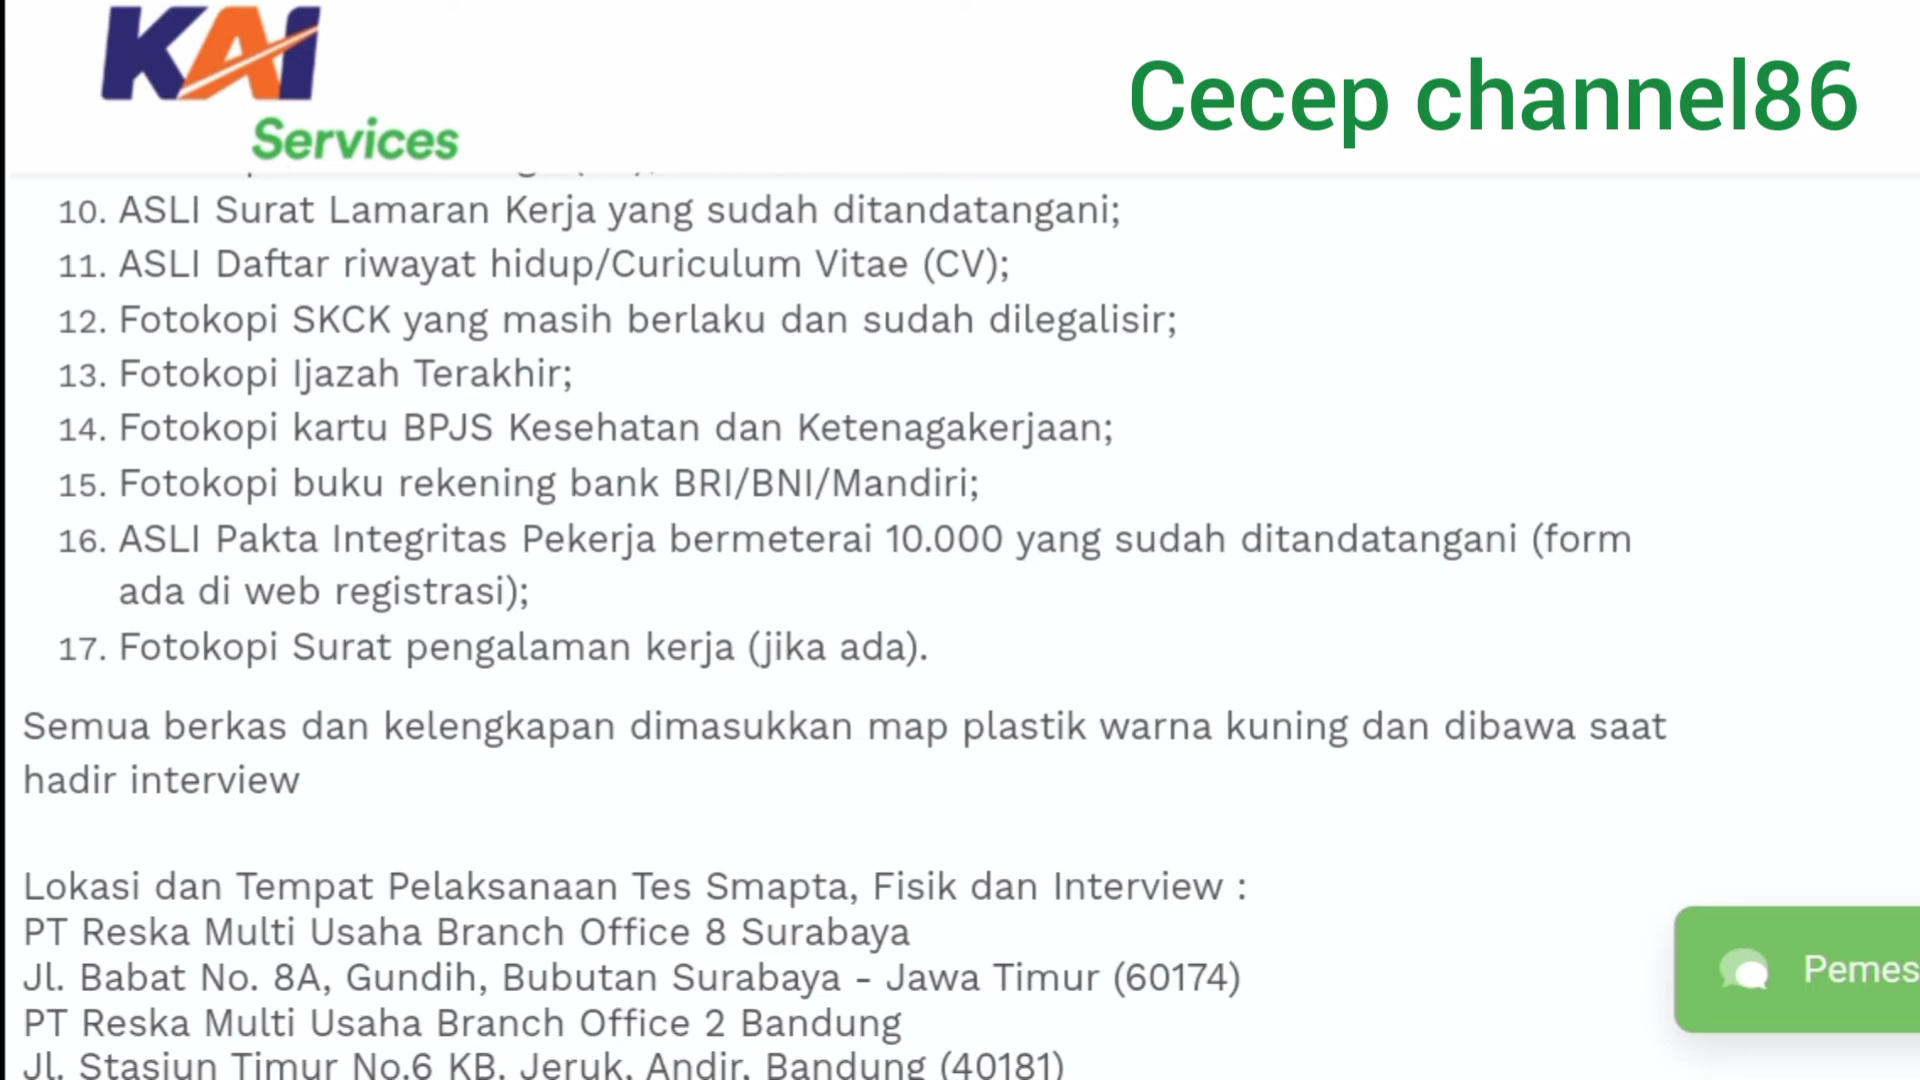 KAI
Services
Cecep channel86
10. ASLI Surat Lamaran Kerja yang sudah ditandatangani;
11. ASLI Daftar riwayat hidup/Curiculum Vitae (CV);
12. Fotokopi SKCK yang masih berlaku dan sudah dilegalisir;
13. Fotokopi Ijazah Terakhir;
14. Fotokopi kartu BPJS Kesehatan dan Ketenagakerjaan;
15. Fotokopi buku rekening bank BRI/BNI/Mandiri;
16. ASLI Pakta Integritas Pekerja bermeterai 10.000 yang sudah ditandatangani (form
ada di web registrasi);
17. Fotokopi Surat pengalaman kerja (jika ada).
Semua berkas dan kelengkapan dimasukkan map plastik warna kuning dan dibawa saat
hadir interview
Lokasi dan Tempat Pelaksanaan Tes Smapta, Fisik dan Interview :
PT Reska Multi Usaha Branch Office 8 Surabaya
Jl. Babat No. 8A, Gundih, Bubutan Surabaya - Jawa Timur (60174)
PT Reska Multi Usaha Branch Office 2 Bandung
Jl. Stasiun Timur No.6 KB. Jeruk, Andir, Bandung (40181)
Pemes